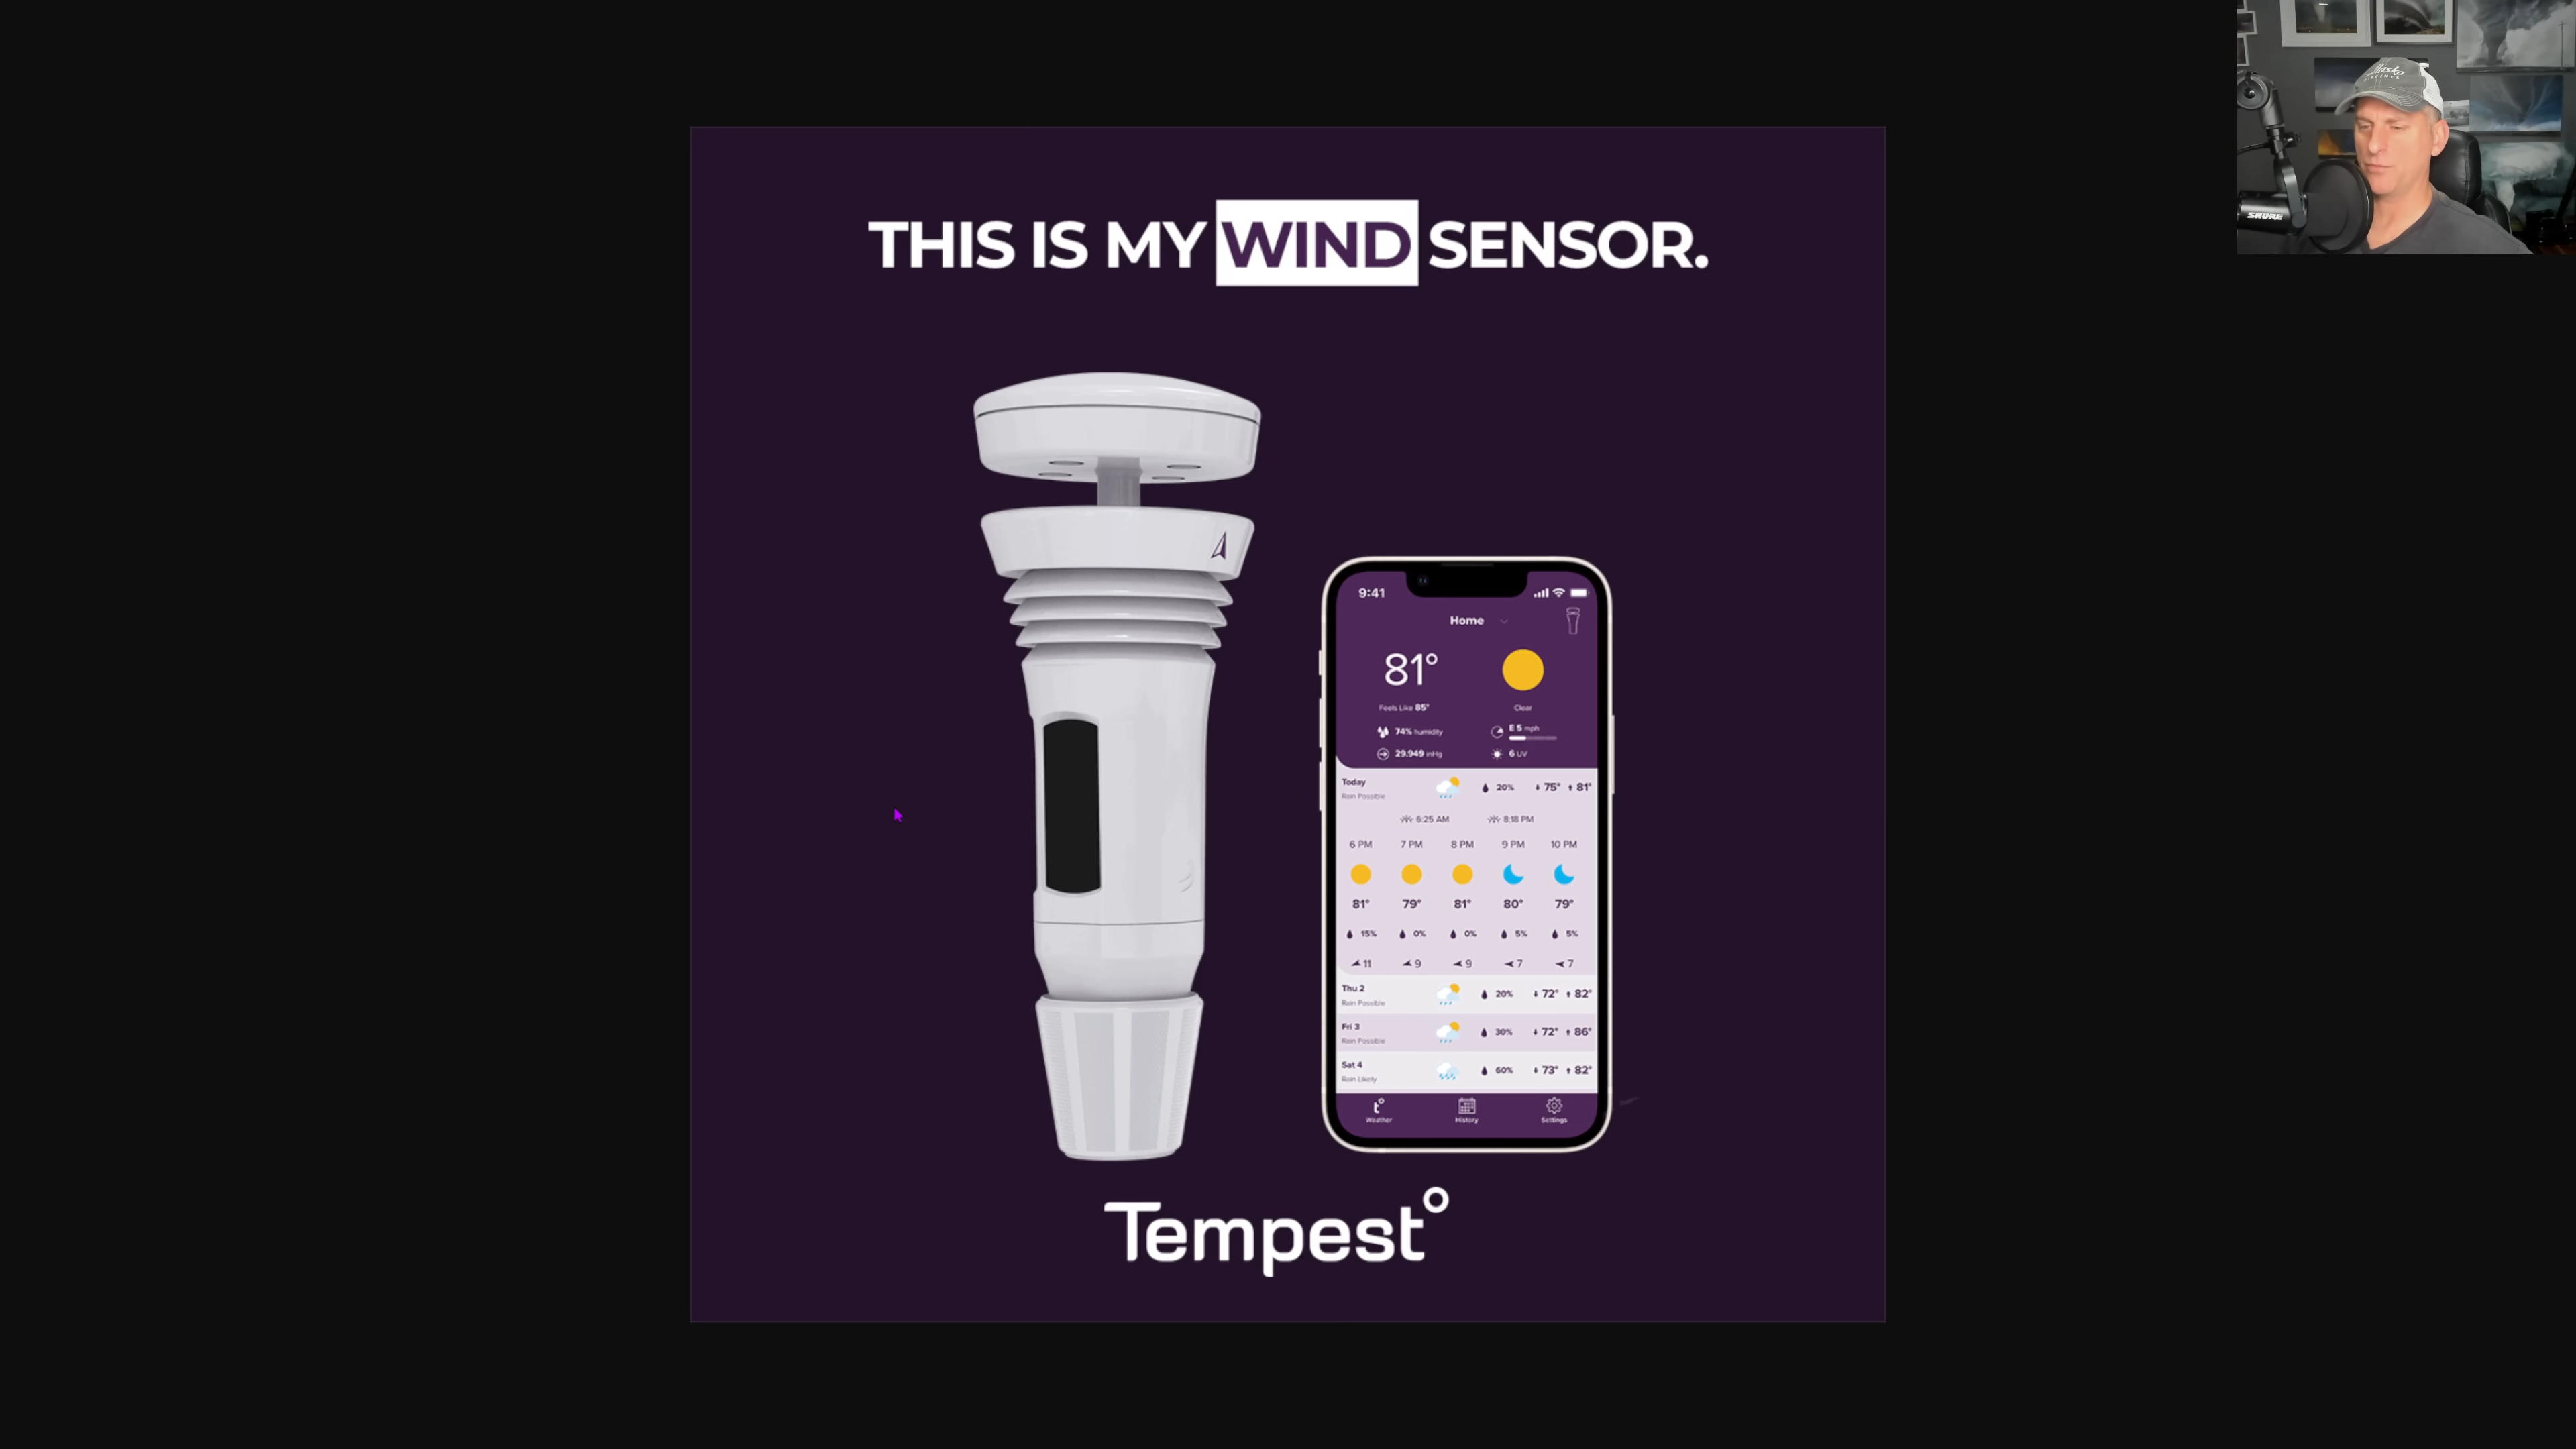 THIS IS MY WIND SENSOR.
9:41
Home
81°
Feels Like 85°
Clear
74% humidity
E 5 mph
29.949 inHg
6 UV
Today
Rain Possible
20%
75° 81°
6:25 AM
8:18 PM
6 PM 7 PM 8 PM 9 PM 10 PM
81° 79° 81° 80° 79°
15% 0% 0% 5% 5%
11 9 9 7 7
Thu 2
Rain Possible
20%
72° 82°
Fri 3
Rain Possible
30%
72° 86°
Sat 4
Rain Likely
60%
73° 82°
t°
Weather
History
Settings
Tempest°
SHURE